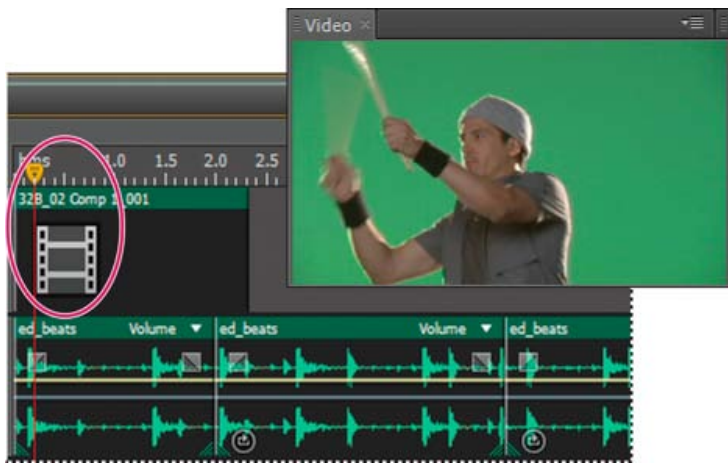 Video ×
hms 1.0 1.5 2.0 2.5
32B_02 Comp 1_001
ed_beats Volume ed_beats Volume ed_beats